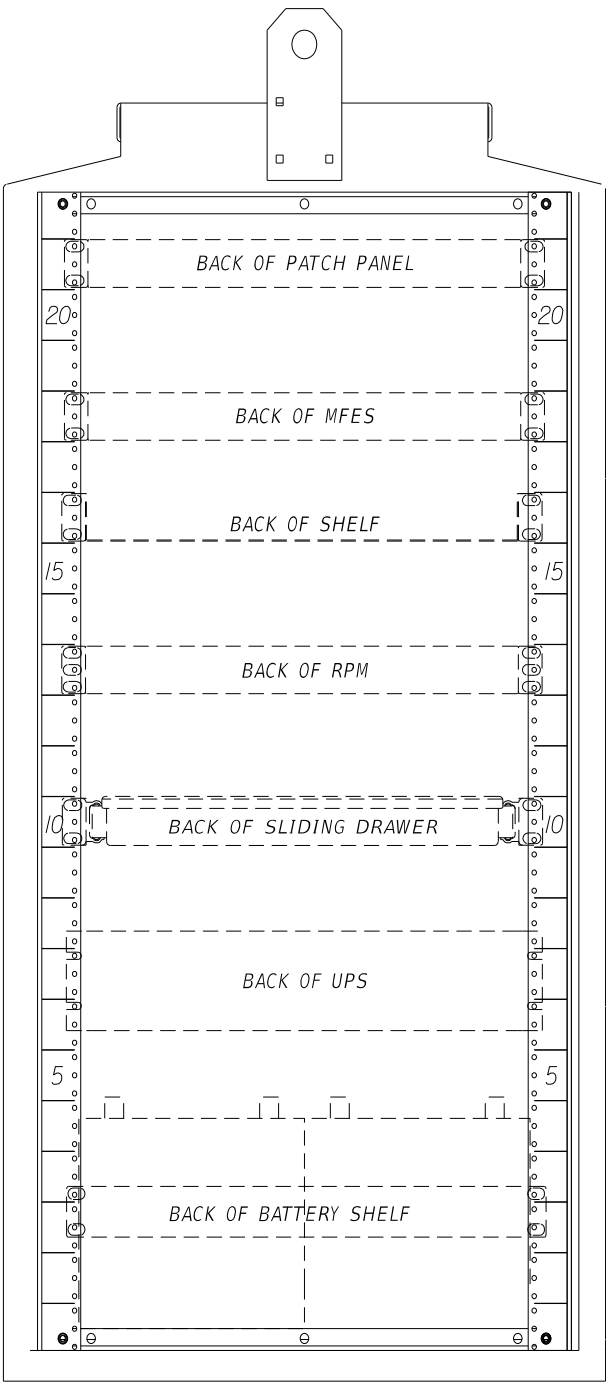 BACK OF PATCH PANEL
20 20
BACK OF MFES
BACK OF SHELF
15 15
BACK OF RPM
10 BACK OF SLIDING DRAWER 10
BACK OF UPS
5 5
BACK OF BATTERY SHELF